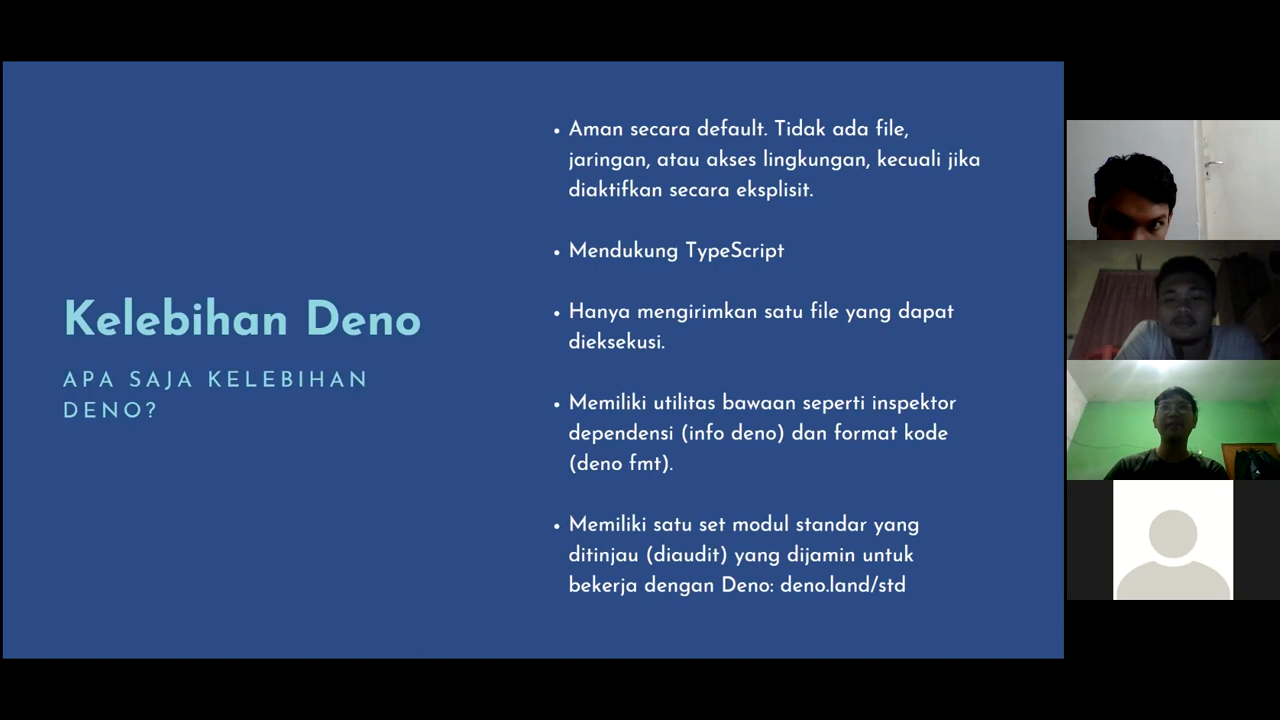 Kelebihan Deno
APA SAJA KELEBIHAN
DENO?
• Aman secara default. Tidak ada file,
jaringan, atau akses lingkungan, kecuali jika
diaktifkan secara eksplisit.
• Mendukung TypeScript
• Hanya mengirimkan satu file yang dapat
dieksekusi.
• Memiliki utilitas bawaan seperti inspektor
dependensi (info deno) dan format kode
(deno fmt).
• Memiliki satu set modul standar yang
ditinjau (diaudit) yang dijamin untuk
bekerja dengan Deno: deno.land/std